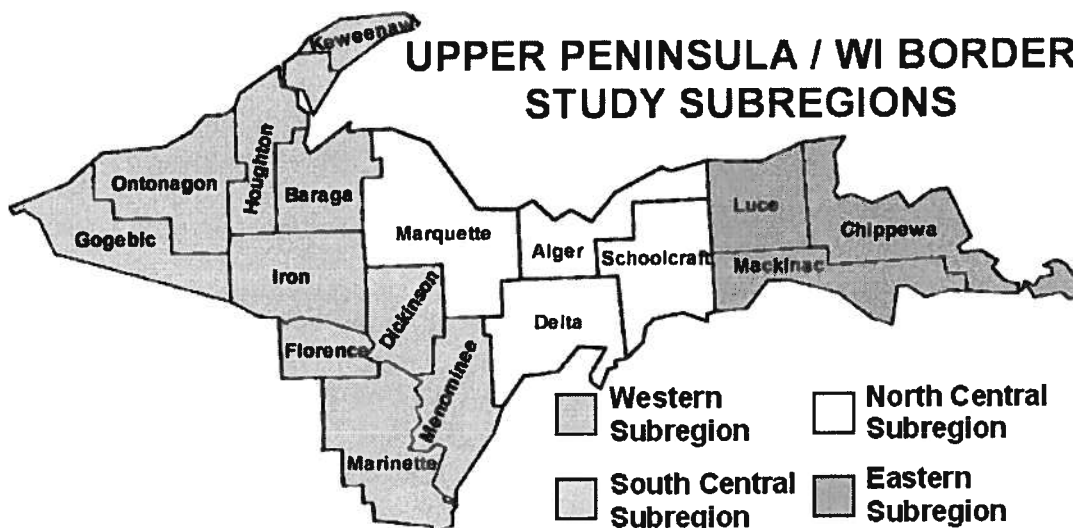 Keweenaw
UPPER PENINSULA / WI BORDER
STUDY SUBREGIONS
Ontonagon
Houghton
Baraga
Gogebic
Marquette
Alger
Schoolcraft
Luce
Chippewa
Mackinac
Iron
Dickinson
Delta
Florence
Menominee
Marinette
Western
Subregion
North Central
Subregion
South Central
Subregion
Eastern
Subregion